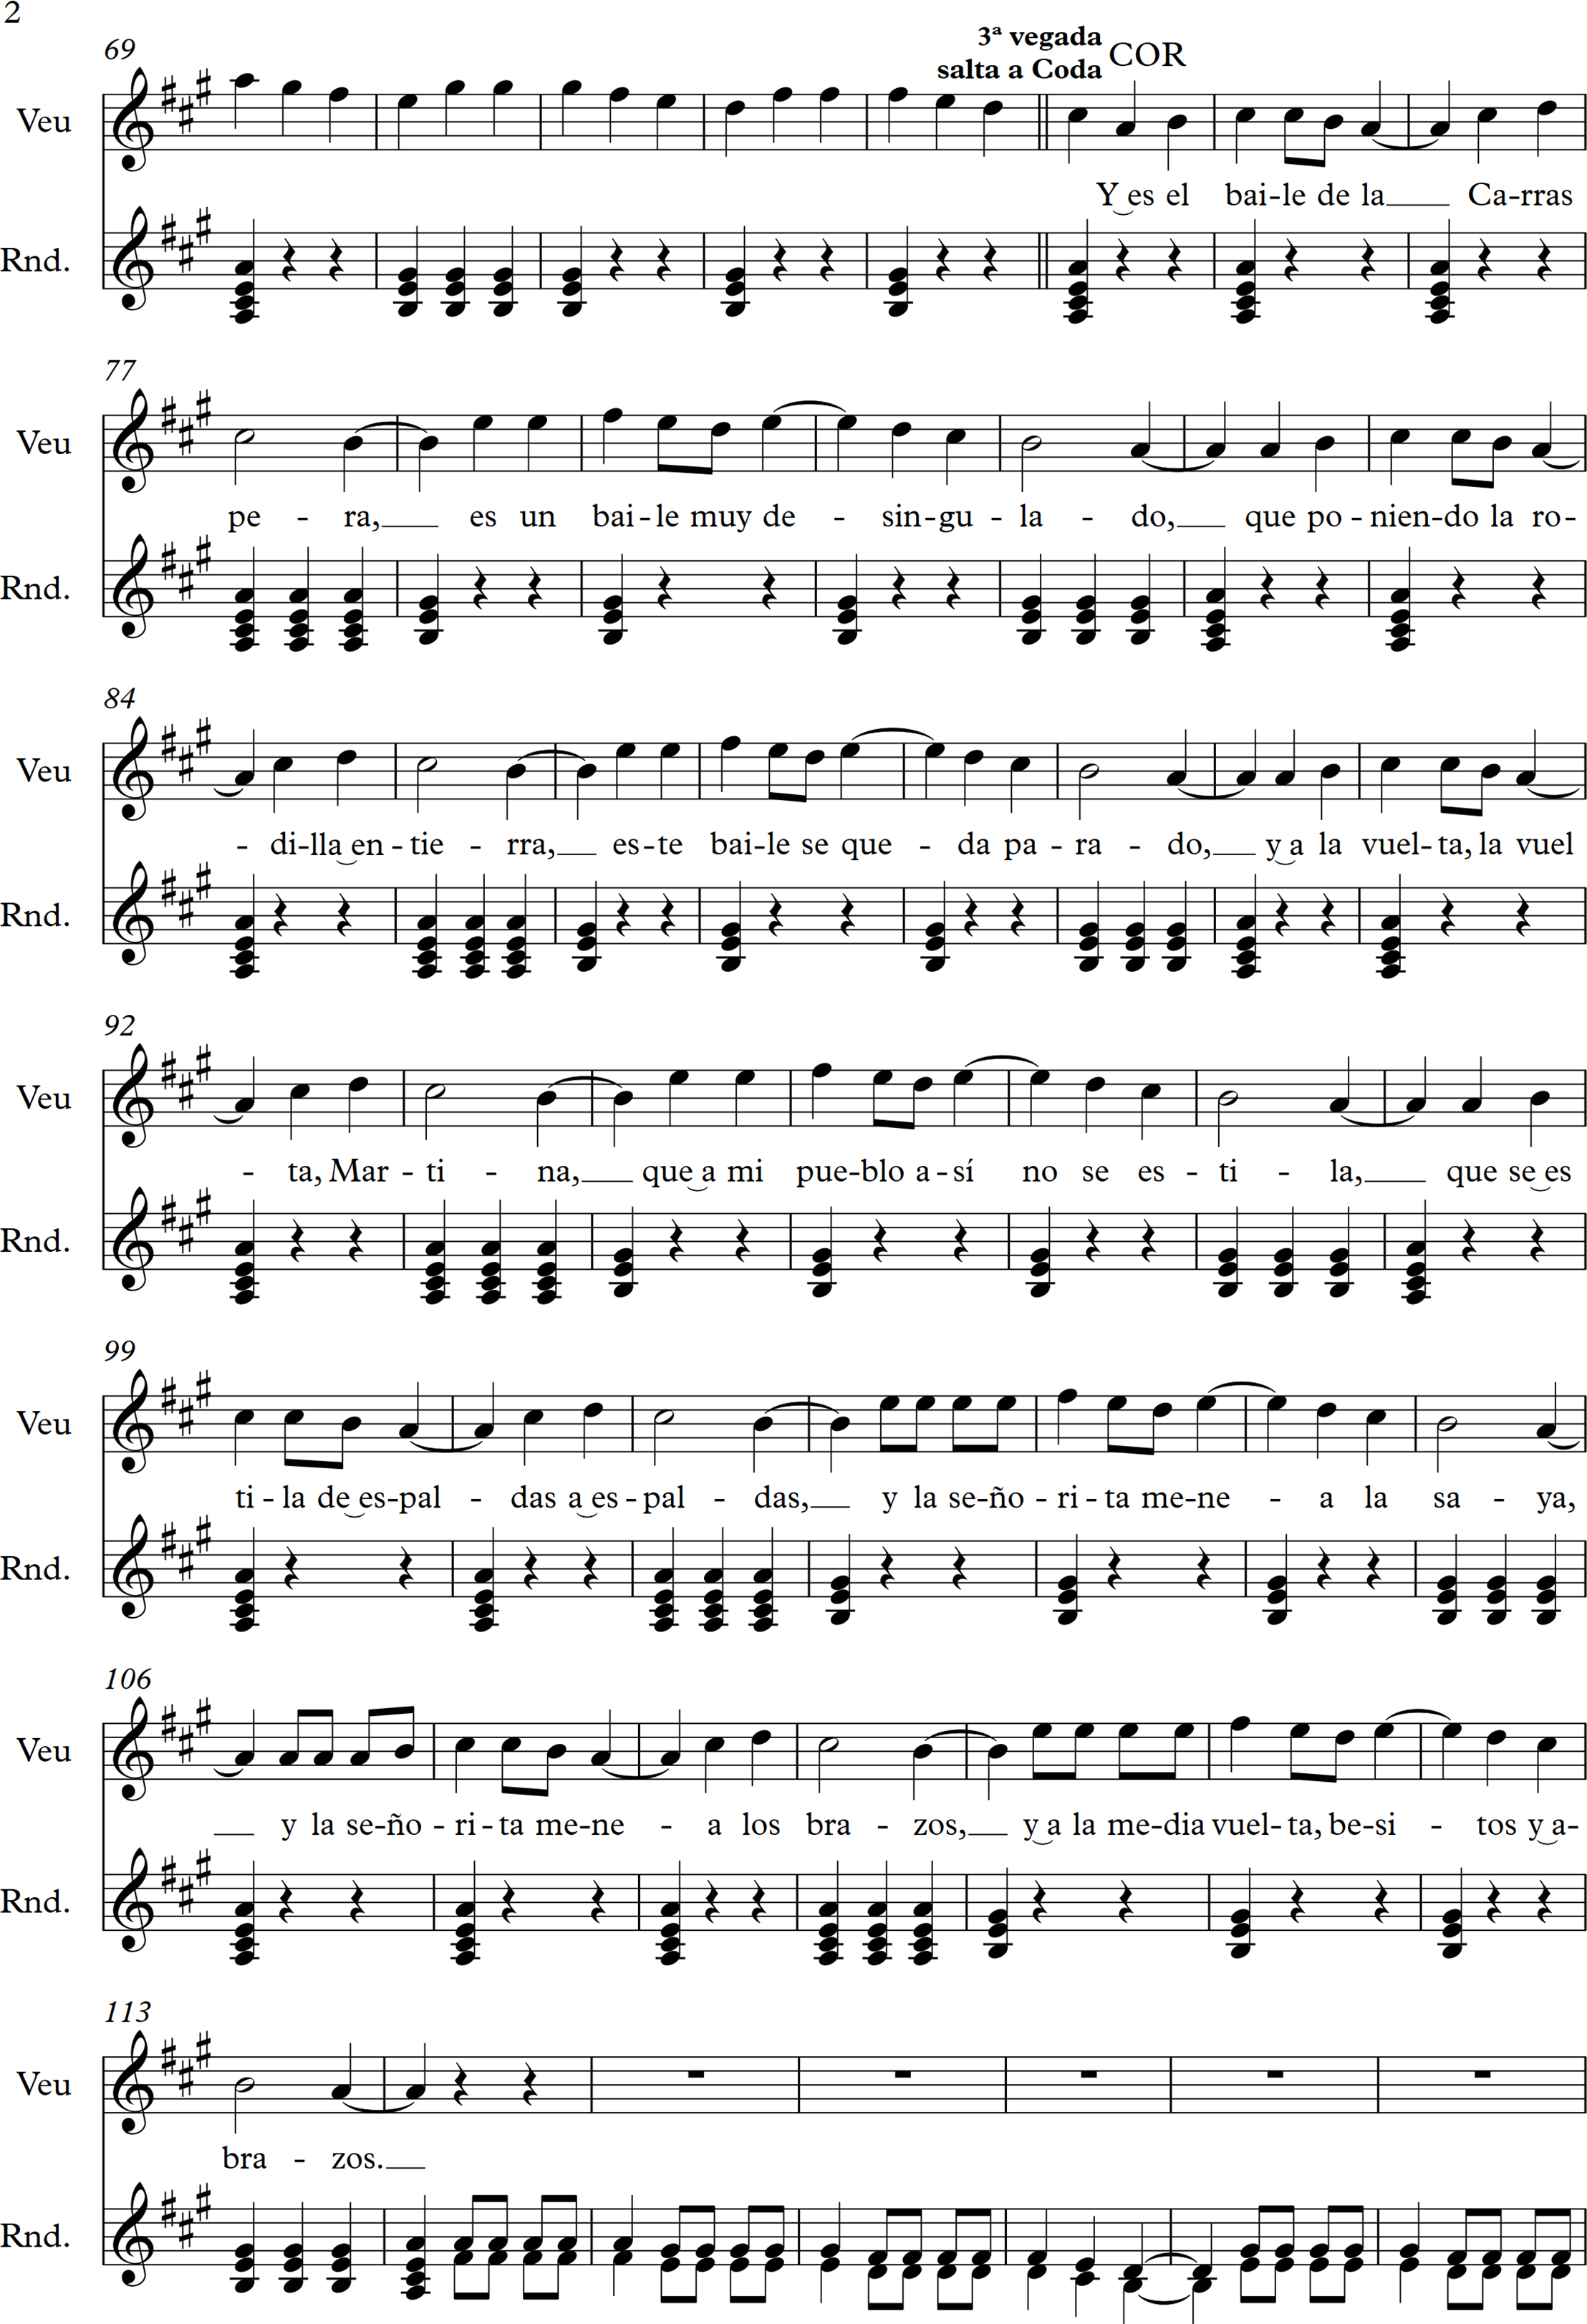 2
69
3ª vegada
salta a Coda
COR
Veu
Y es el bai-le de la Ca-rras
Rnd.
77
Veu
pe - ra, es un bai-le muy de - sin-gu - la - do, que po-nien-do la ro-
Rnd.
84
Veu
- di-lla en-tie - rra, es-te bai-le se que - da pa - ra - do, y a la vuel-ta, la vuel
Rnd.
92
Veu
- ta, Mar - ti - na, que a mi pue-blo a-sí no se es - ti - la, que se es
Rnd.
99
Veu
ti - la de es-pal - das a es-pal - das, y la se-ño - ri - ta me-ne - a la sa - ya,
Rnd.
106
Veu
y la se-ño - ri - ta me-ne - a los bra - zos, y a la me-dia vuel-ta, be-si - tos y a-
Rnd.
113
Veu
bra - zos.
Rnd.